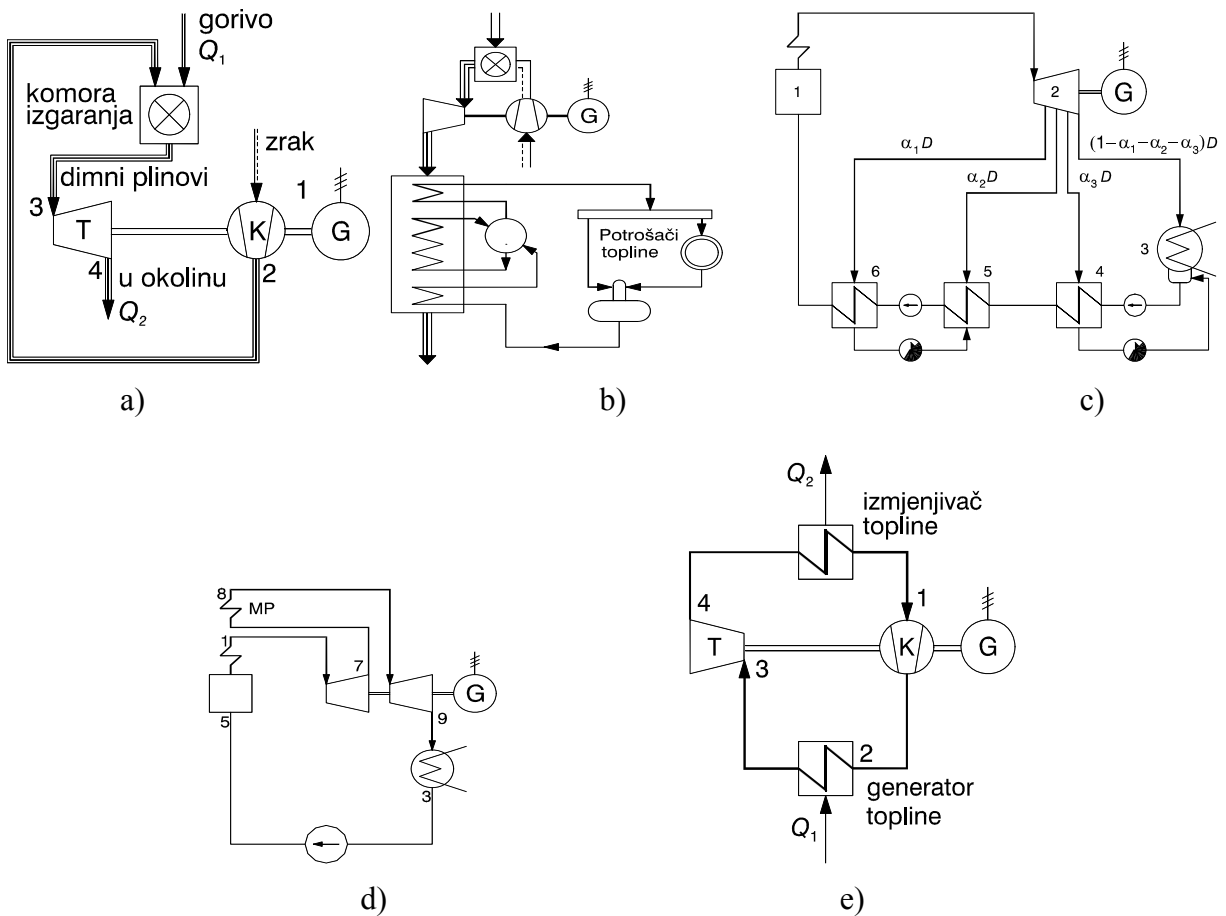 gorivo
Q₁
komora
izgaranja
zrak
dimni plinovi
3
1
T
K
G
4
u okolinu
2
Q₂
a)
G
Potrošači
topline
b)
1
2
G
α₁D
(1−α₁−α₂−α₃)D
α₂D
α₃D
3
6
5
4
c)
8
MP
1
7
G
5
9
3
d)
Q₂
izmjenjivač
topline
4
1
T
K
G
3
2
generator
topline
Q₁
e)